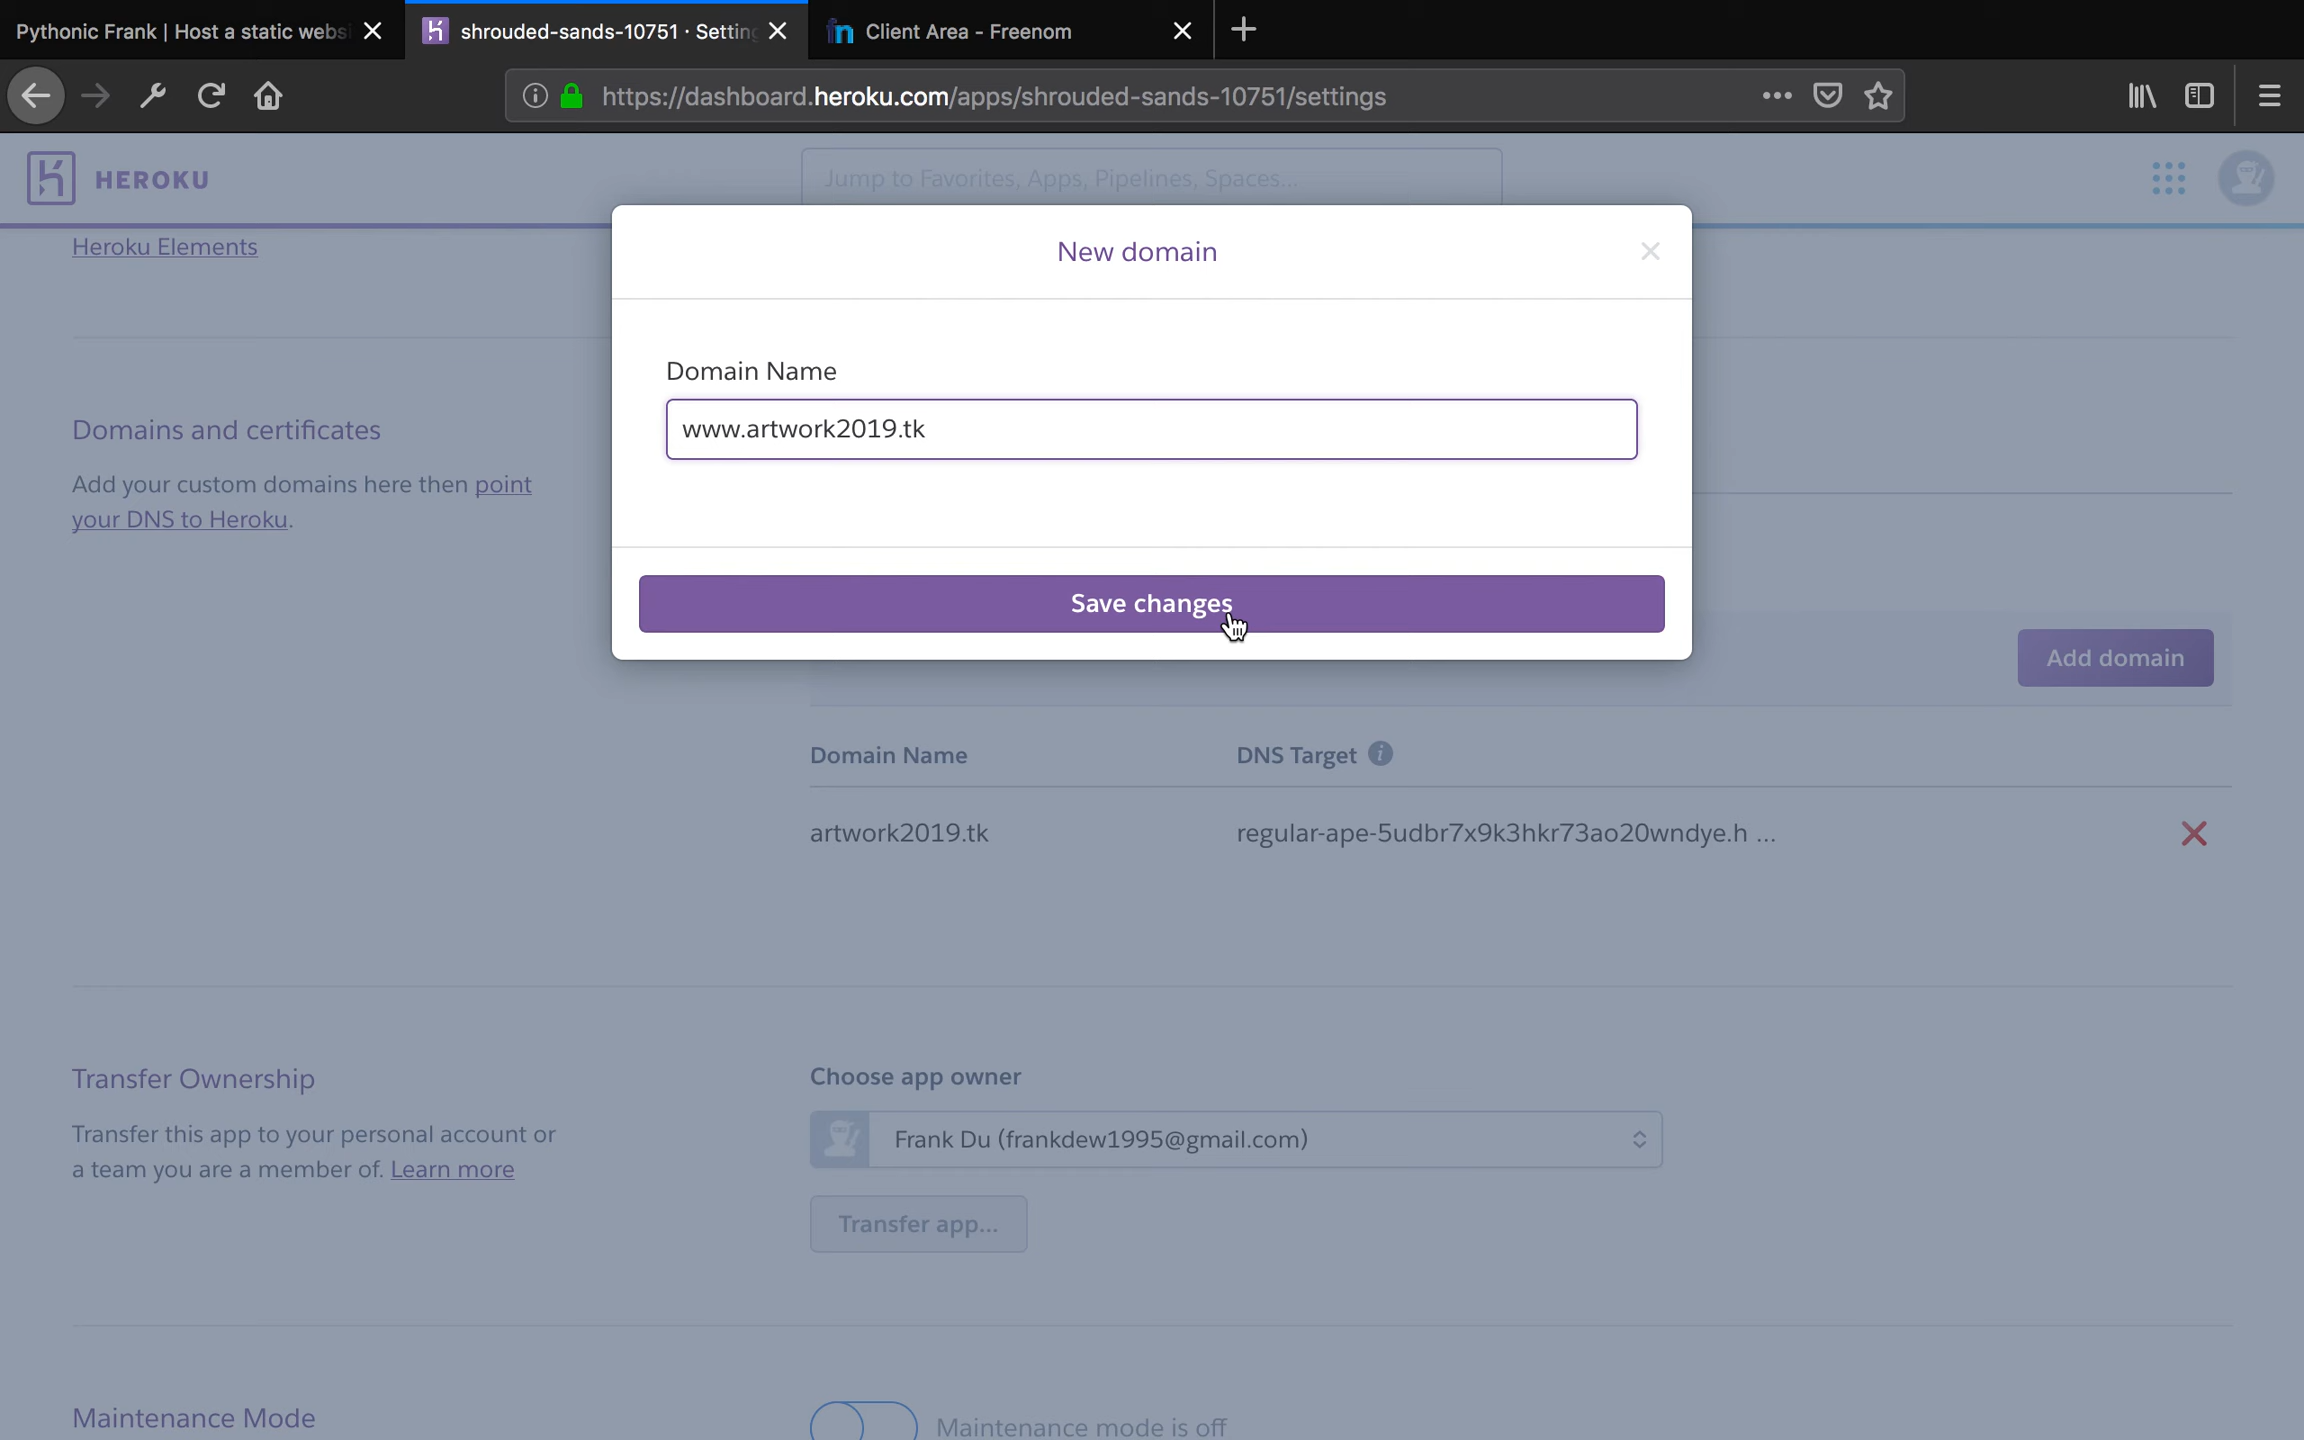 Pythonic Frank | Host a static webs
shrouded-sands-10751 · Settin
Client Area - Freenom
https://dashboard.heroku.com/apps/shrouded-sands-10751/settings
HEROKU
Jump to Favorites, Apps, Pipelines, Spaces...
Heroku Elements
New domain
Domain Name
www.artwork2019.tk
Save changes
Domains and certificates
Add your custom domains here then point
your DNS to Heroku.
Add domain
Domain Name
DNS Target
artwork2019.tk
regular-ape-5udbr7x9k3hkr73ao20wndye.h ...
Transfer Ownership
Transfer this app to your personal account or
a team you are a member of. Learn more
Choose app owner
Frank Du (frankdew1995@gmail.com)
Transfer app...
Maintenance Mode
Maintenance mode is off